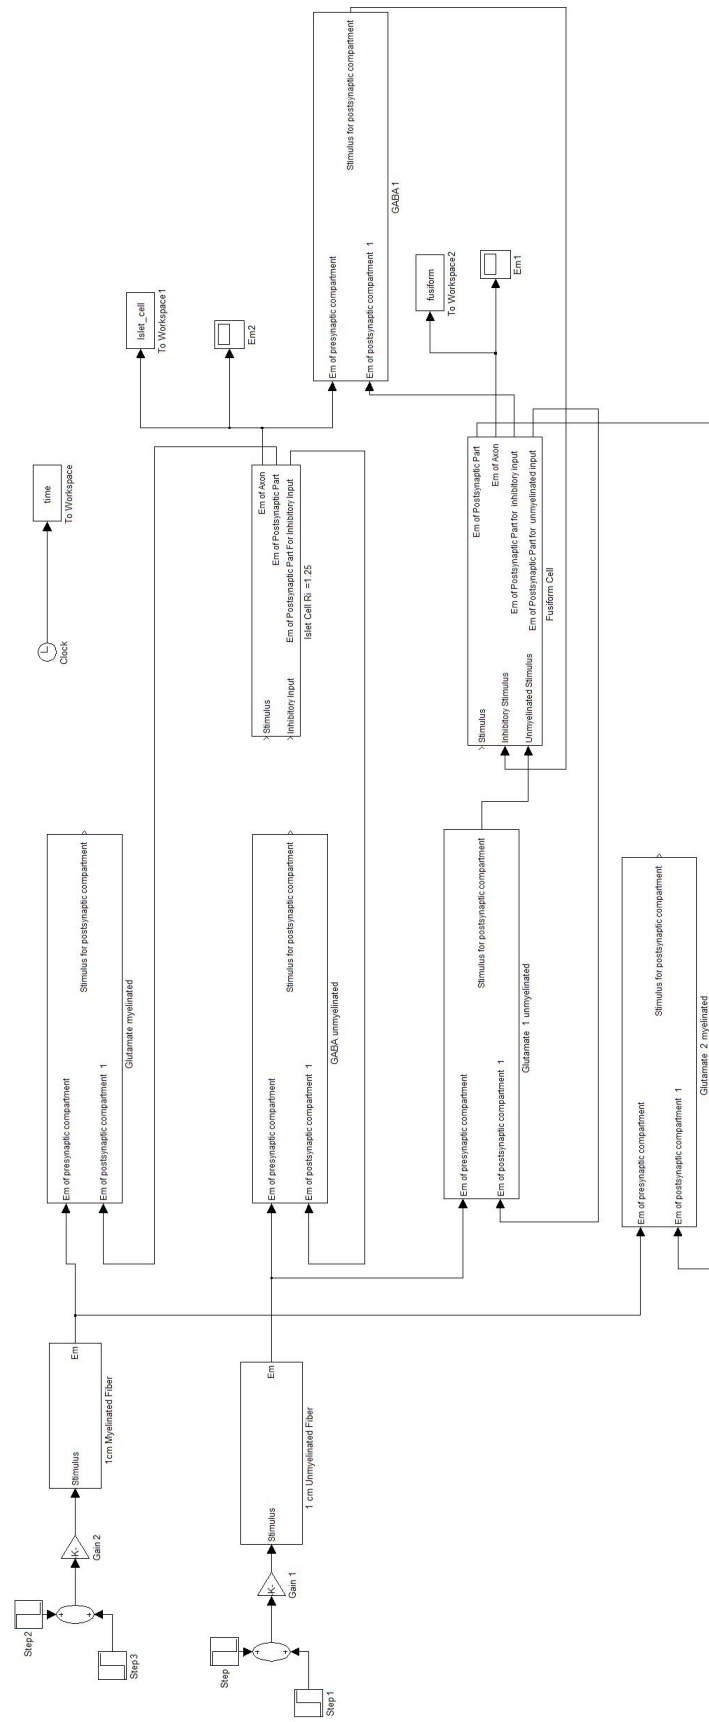 Step2
Step3
Gain 2
-K-
Stimulus
Em
1cm Myelinated Fiber
Step
Step1
Gain 1
-K-
Stimulus
Em
1 cm Unmyelinated Fiber
Em of presynaptic compartment
Em of postsynaptic compartment 1
Stimulus for postsynaptic compartment
Glutamate myelinated
Em of presynaptic compartment
Em of postsynaptic compartment 1
Stimulus for postsynaptic compartment
GABA unmyelinated
Em of presynaptic compartment
Em of postsynaptic compartment 1
Stimulus for postsynaptic compartment
Glutamate 1 unmyelinated
Em of presynaptic compartment
Em of postsynaptic compartment 1
Stimulus for postsynaptic compartment
Glutamate 2 myelinated
Clock
time
To Workspace
Stimulus
Inhibitory Input
Em of Axon
Em of Postsynaptic Part
Em of Postsynaptic Part For Inhibitory Input
Islet Cell Ri =1.25
Stimulus
Inhibitory Stimulus
Unmyelinated Stimulus
Em of Postsynaptic Part
Em of Axon
Em of Postsynaptic Part for inhibitory input
Em of Postsynaptic Part for unmyelinated input
Fusiform Cell
Islet_cell
To Workspace1
Em2
Em of presynaptic compartment
Em of postsynaptic compartment 1
Stimulus for postsynaptic compartment
GABA 1
fusiform
To Workspace2
Em1